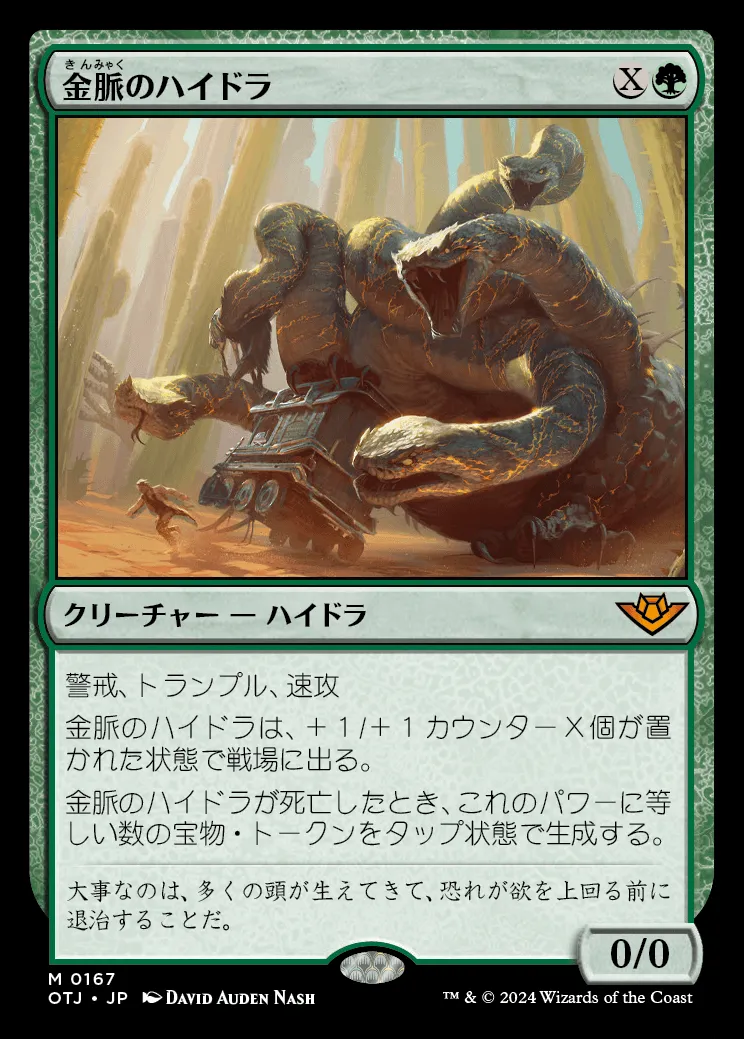 きんみゃく
金脈のハイドラ X
クリーチャー — ハイドラ
警戒、トランプル、速攻
金脈のハイドラは、＋１/＋１カウンターＸ個が置
かれた状態で戦場に出る。
金脈のハイドラが死亡したとき、これのパワーに等
しい数の宝物・トークンをタップ状態で生成する。
大事なのは、多くの頭が生えてきて、恐れが欲を上回る前に
退治することだ。
0/0
M 0167
OTJ • JP DAVID AUDEN NASH
™ & © 2024 Wizards of the Coast